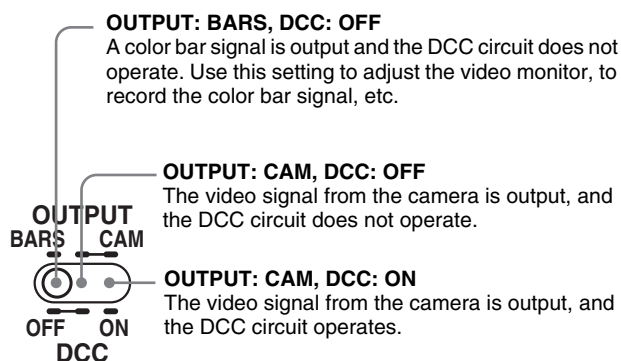 OUTPUT: BARS, DCC: OFF
A color bar signal is output and the DCC circuit does not
operate. Use this setting to adjust the video monitor, to
record the color bar signal, etc.
OUTPUT: CAM, DCC: OFF
The video signal from the camera is output, and
the DCC circuit does not operate.
OUTPUT
BARS CAM
OUTPUT: CAM, DCC: ON
The video signal from the camera is output, and
the DCC circuit operates.
OFF ON
DCC